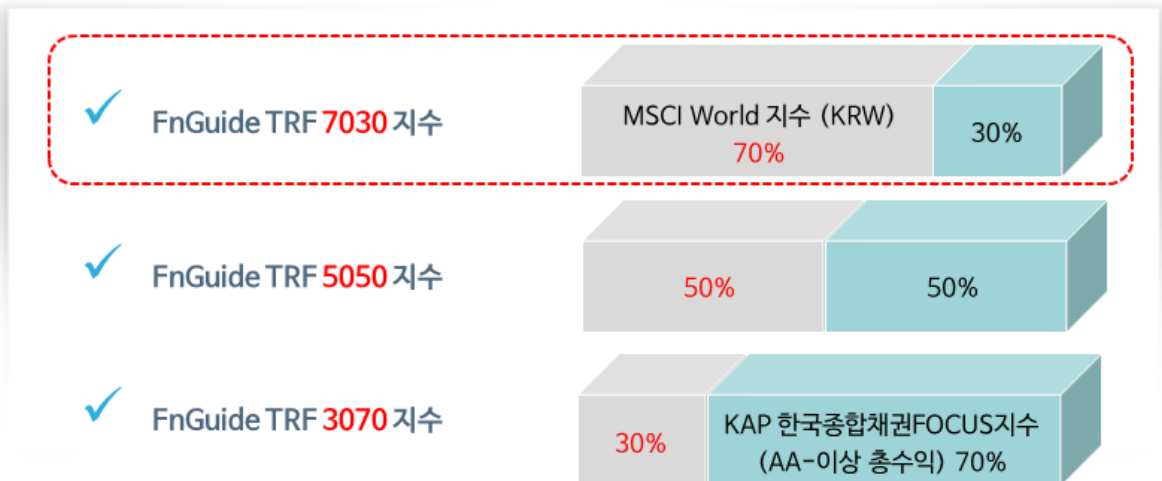 FnGuide TRF 7030 지수
MSCI World 지수 (KRW)
70%
30%
FnGuide TRF 5050 지수
50%
50%
FnGuide TRF 3070 지수
30%
KAP 한국종합채권FOCUS지수
(AA-이상 총수익) 70%